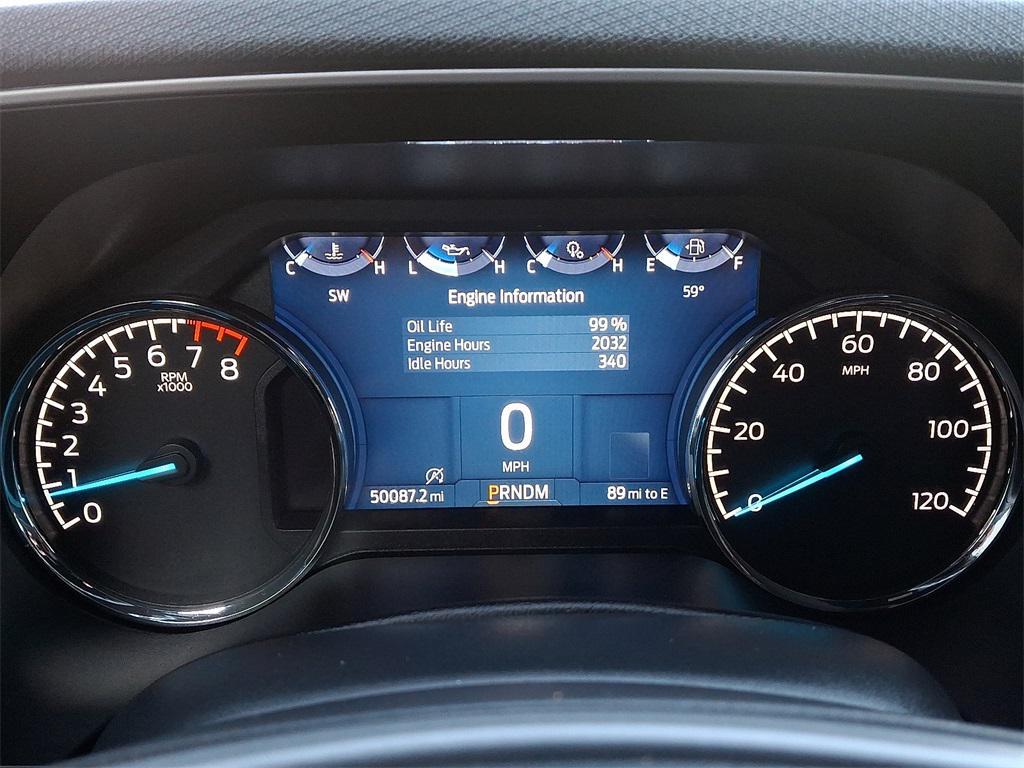 C H L H C H E F
SW Engine Information 59°
Oil Life 99 %
Engine Hours 2032
Idle Hours 340
0
MPH
50087.2 mi PRNDM 89 mi to E
0 1 2 3 4 5 6 7 8
RPM
x1000
0 20 40 60 80 100 120
MPH